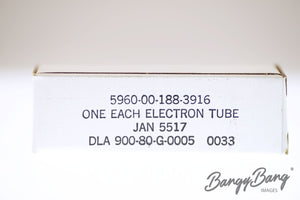 5960-00-188-3916
ONE EACH ELECTRON TUBE
JAN 5517
DLA 900-80-G-0005 0033
BangyBang
IMAGES